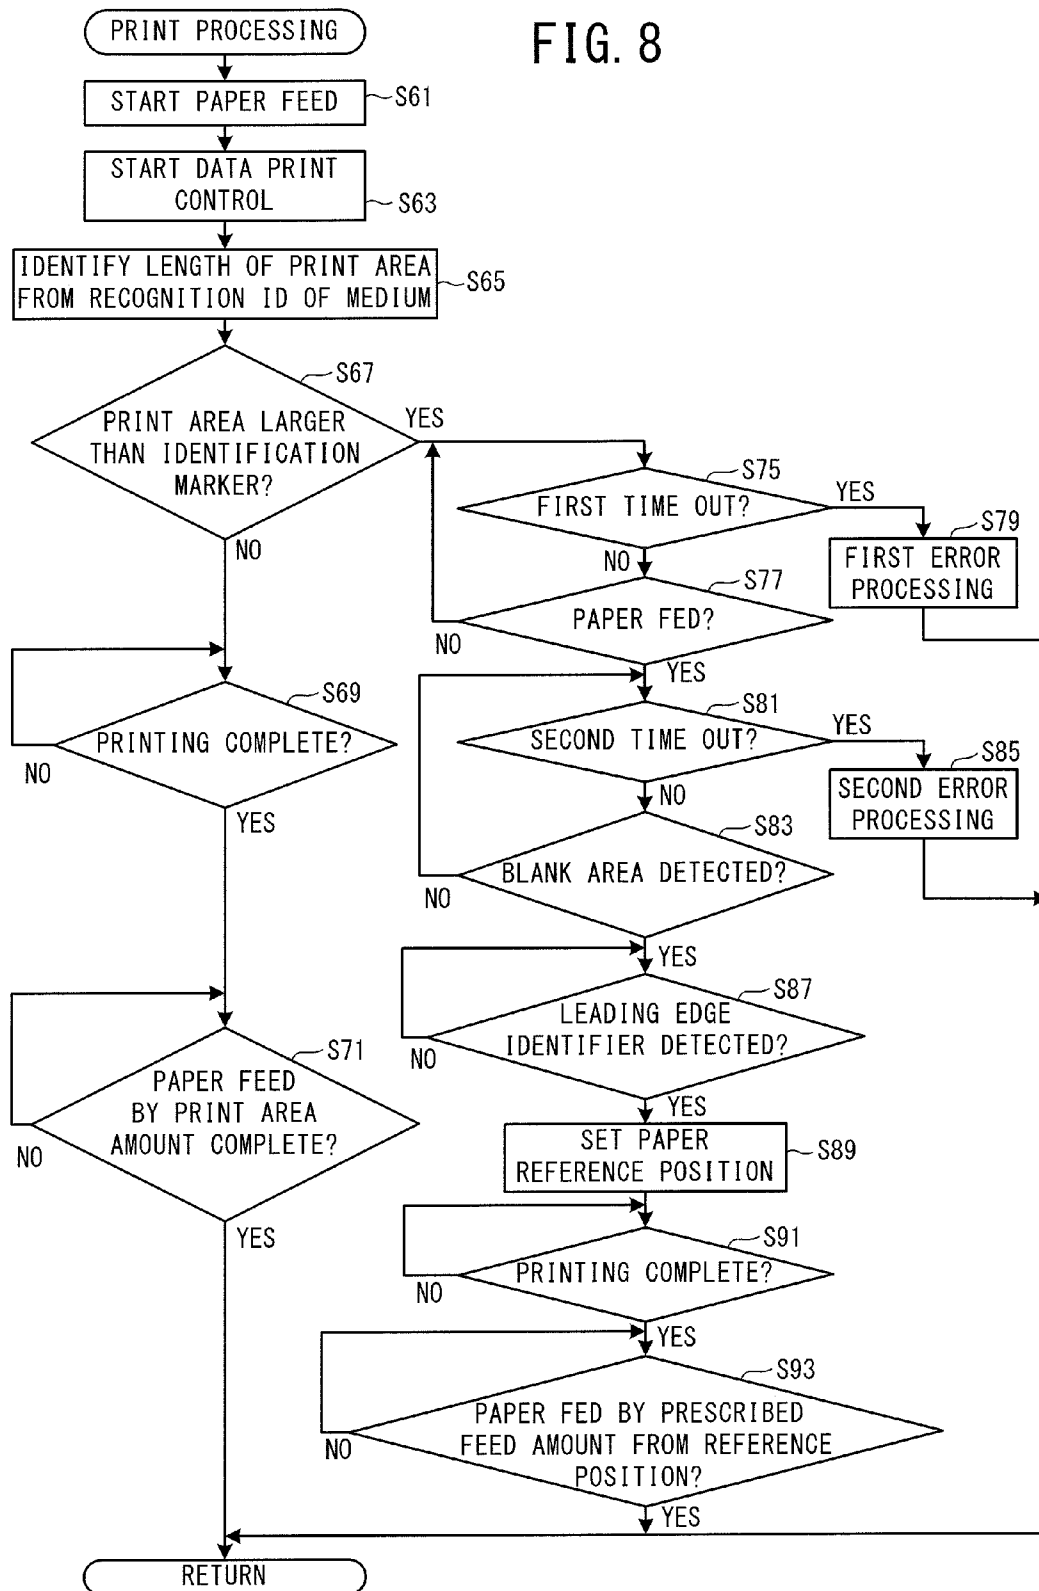 FIG. 8
PRINT PROCESSING
START PAPER FEED
S61
START DATA PRINT
CONTROL
S63
IDENTIFY LENGTH OF PRINT AREA
FROM RECOGNITION ID OF MEDIUM
S65
S67
PRINT AREA LARGER
THAN IDENTIFICATION
MARKER?
YES
NO
S69
PRINTING COMPLETE?
NO
YES
S71
PAPER FEED
BY PRINT AREA
AMOUNT COMPLETE?
NO
YES
S75
FIRST TIME OUT?
YES
NO
S79
FIRST ERROR
PROCESSING
S77
PAPER FED?
NO
YES
S81
SECOND TIME OUT?
YES
NO
S85
SECOND ERROR
PROCESSING
S83
BLANK AREA DETECTED?
NO
YES
S87
LEADING EDGE
IDENTIFIER DETECTED?
NO
YES
SET PAPER
REFERENCE POSITION
S89
S91
PRINTING COMPLETE?
NO
YES
S93
PAPER FED BY PRESCRIBED
FEED AMOUNT FROM REFERENCE
POSITION?
NO
YES
RETURN